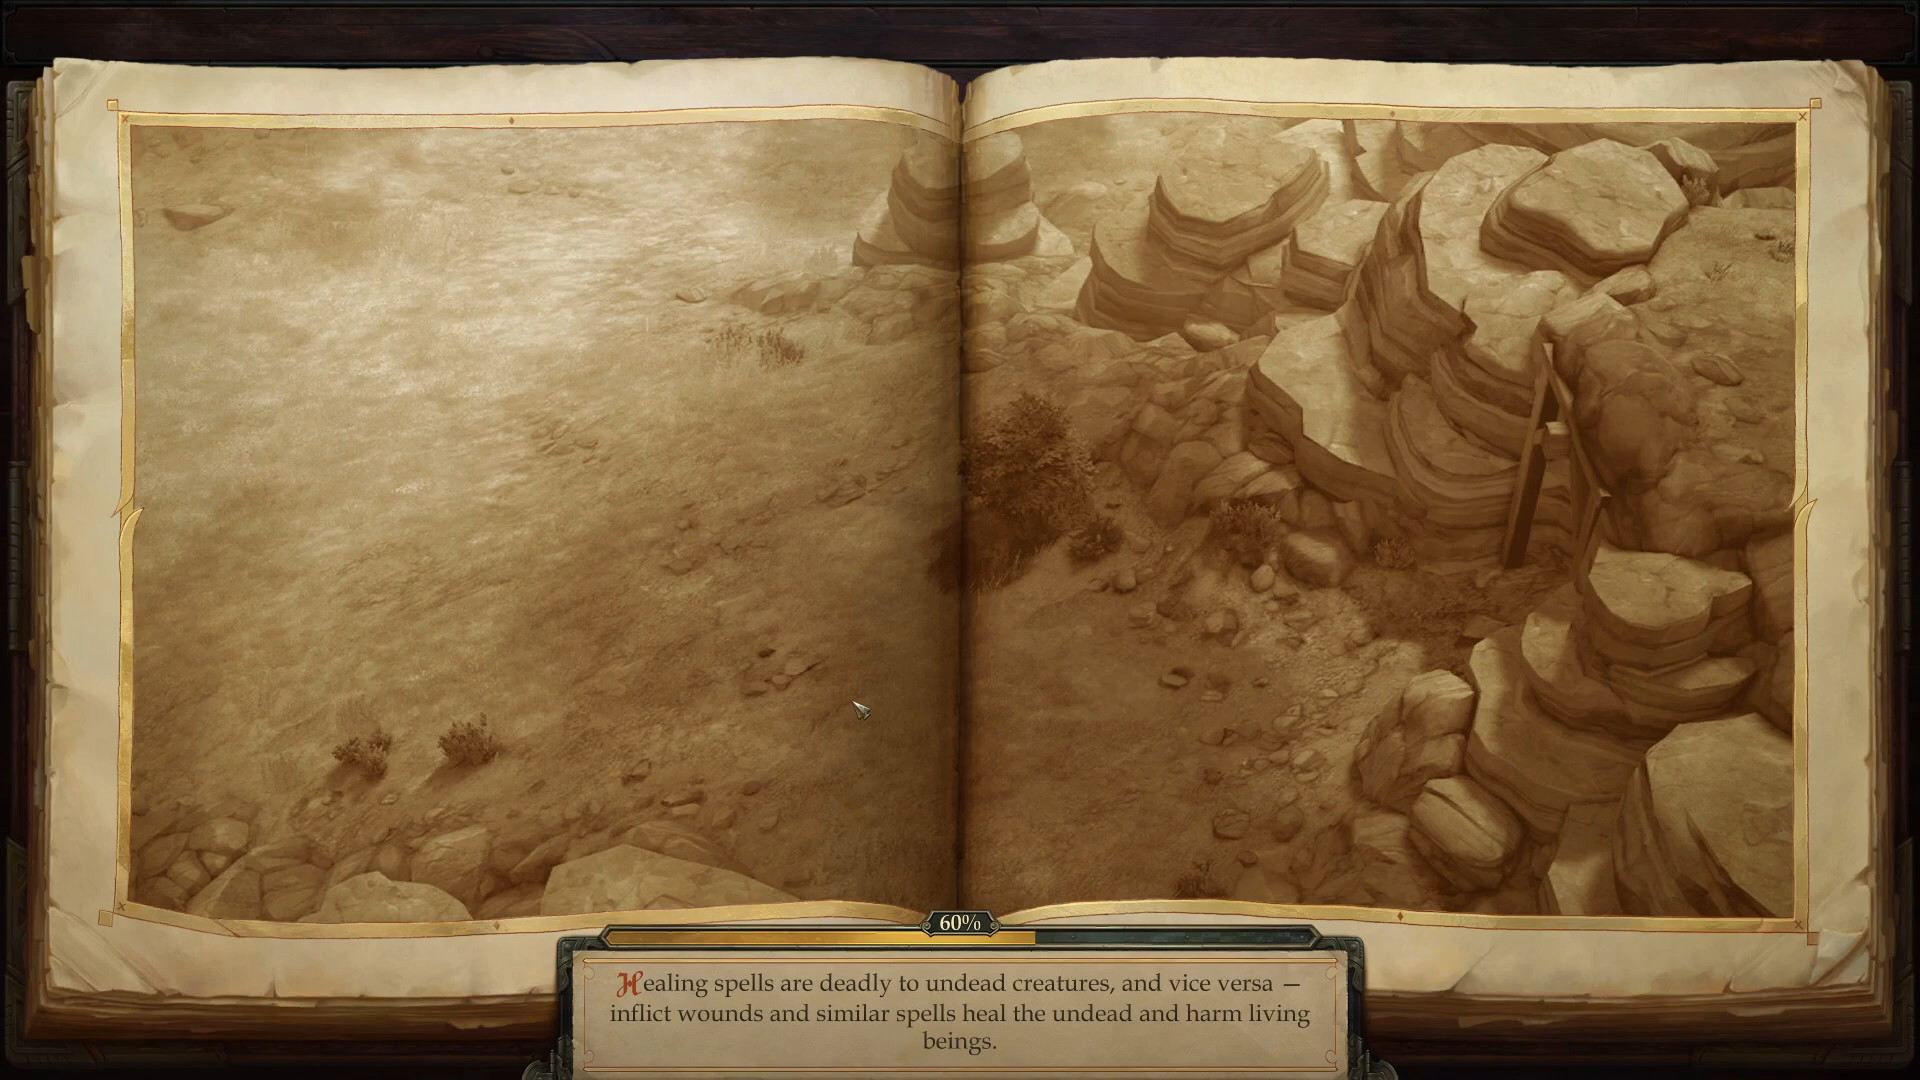 60%
Healing spells are deadly to undead creatures, and vice versa —
inflict wounds and similar spells heal the undead and harm living
beings.